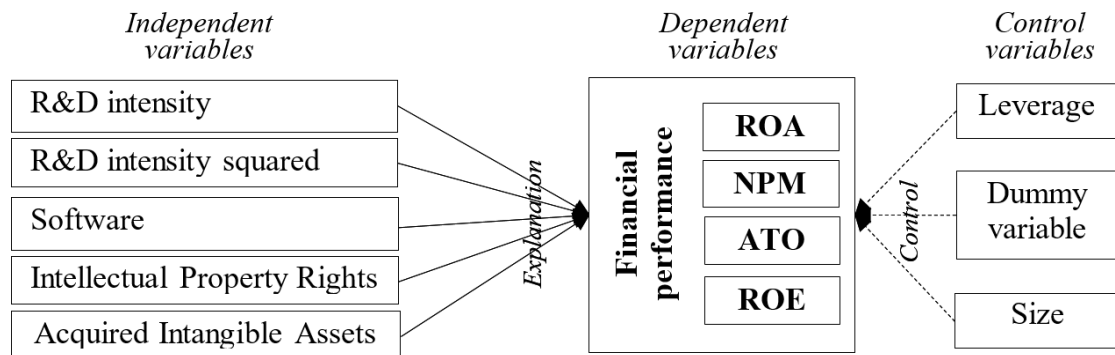 Independent
variables
R&D intensity
R&D intensity squared
Software
Intellectual Property Rights
Acquired Intangible Assets
Explanation
Dependent
variables
Financial
performance
ROA
NPM
ATO
ROE
Control
Control
variables
Leverage
Dummy
variable
Size